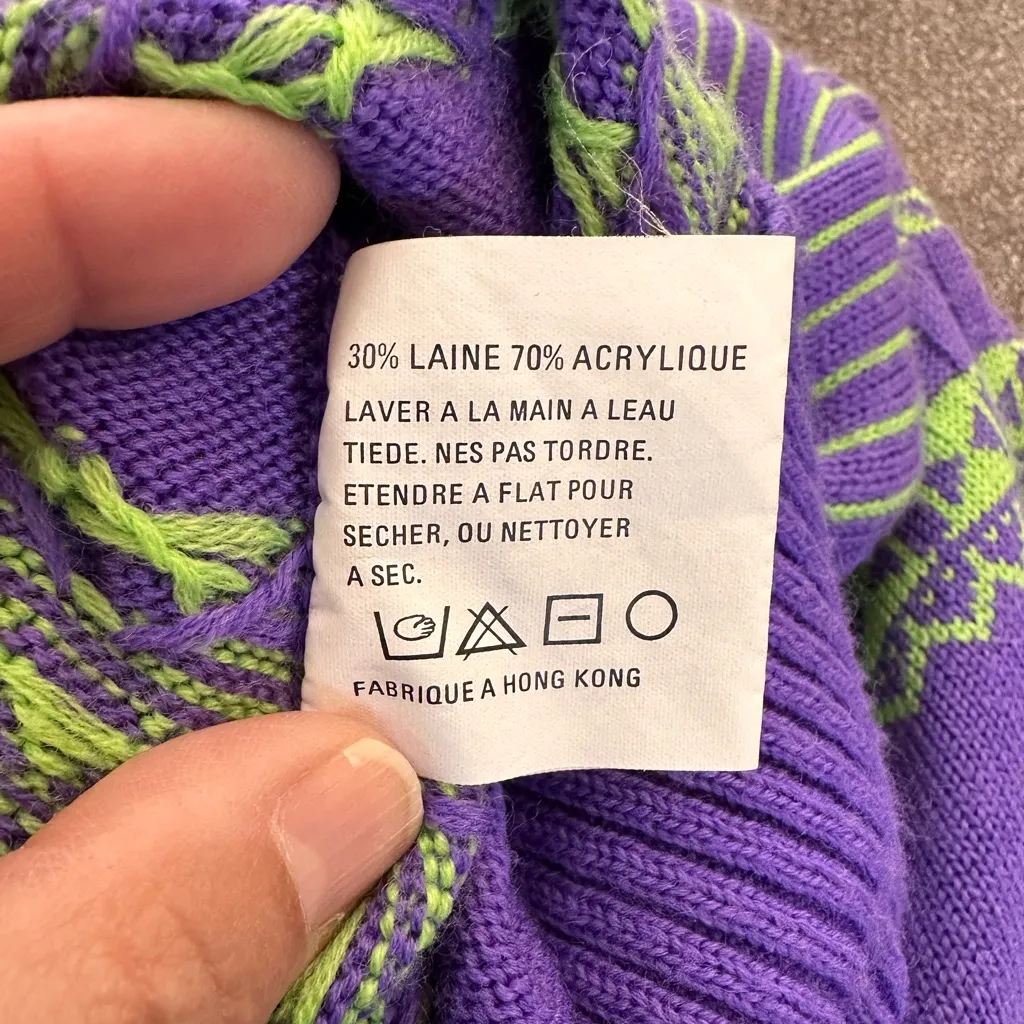 30% LAINE 70% ACRYLIQUE
LAVER A LA MAIN A LEAU
TIEDE. NES PAS TORDRE.
ETENDRE A FLAT POUR
SECHER, OU NETTOYER
A SEC.
FABRIQUE A HONG KONG